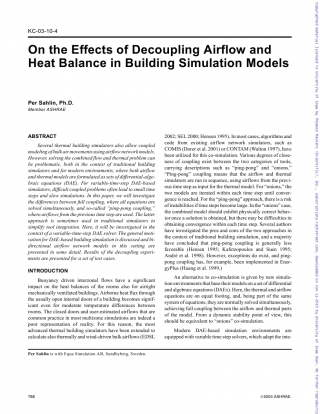 KC-03-10-4
On the Effects of Decoupling Airflow and
Heat Balance in Building Simulation Models
Per Sahlin, Ph.D.
Member ASHRAE
ABSTRACT
Several thermal building simulators also allow coupled
modeling of bulk air movements using airflow network models.
However, solving the combined flow and thermal problem can
be problematic, both in the context of traditional building
simulators and for modern environments, where both airflow
and thermal models are formulated as sets of differential-algebraic
equations (DAE). For variable-time-step DAE-based
simulators, difficult coupled problems often lead to small time
steps and slow simulations. In this paper, we will investigate
the differences between full coupling, where all equations are
solved simultaneously, and so-called "ping-pong coupling,"
where airflows from the previous time step are used. The latter
approach is sometimes used in traditional simulators to
simplify tool integration. Here, it will be investigated in the
context of a variable-time-step DAE solver. The general motivation
for DAE-based building simulation is discussed and bidirectional
airflow network models in this setting are
presented in some detail. Results of the decoupling experiments
are presented for a set of test cases.
INTRODUCTION
Buoyancy driven interzonal flows have a significant
impact on the heat balances of the rooms also for airtight
mechanically ventilated buildings. Airborne heat flux through
the usually open internal doors of a building becomes significant
even for moderate temperature differences between
rooms. The closed doors and user-estimated airflows that are
common practice in most multizone simulations are indeed a
poor representation of reality. For this reason, the most
advanced thermal building simulators have been extended to
calculate also thermally and wind-driven bulk airflows (EDSL
2002; SEL 2000; Hensen 1995). In most cases, algorithms and
code from existing airflow network simulators, such as
COMIS (Dorer 2001) or CONTAM (Walton 1997), have
been utilized for this co-simulation. Various degrees of closeness
of coupling exist between the two categories of tools,
carrying descriptions such as "ping-pong" and "onions."
"Ping-pong" coupling means that the airflow and thermal
simulators are run in sequence, using airflows from the previous
time step as input for the thermal model. For "onions," the
two models are iterated within each time step until convergence
is reached. For the "ping-pong" approach, there is a risk
of instabilities if time steps become large. In the "onions" case,
the combined model should exhibit physically correct behavior
once a solution is obtained, but there may be difficulties in
obtaining convergence within each time step. Several authors
have investigated the pros and cons of the two approaches in
the context of traditional building simulation, and a majority
have concluded that ping-pong coupling is generally less
favorable (Hensen 1995; Kafetzopoulos and Suen 1995;
André et al. 1998). However, exceptions do exist, and ping-pong
coupling has, for example, been implemented in EnergyPlus
(Huang et al. 1999).
An alternative to co-simulation is given by new simulation
environments that base their models on a set of differential
and algebraic equations (DAEs). Here, the thermal and airflow
equations are on equal footing, and, being part of the same
system of equations, they are normally solved simultaneously,
achieving full coupling between the airflow and thermal parts
of the model. From a dynamic stability point of view, this
should be equivalent to "onions" co-simulation.
Modern DAE-based simulation environments are
equipped with variable time step solvers, which adapt the time-
Per Sahlin is with Equa Simulation AB, Sundbyberg, Sweden.
788
©2003 ASHRAE.